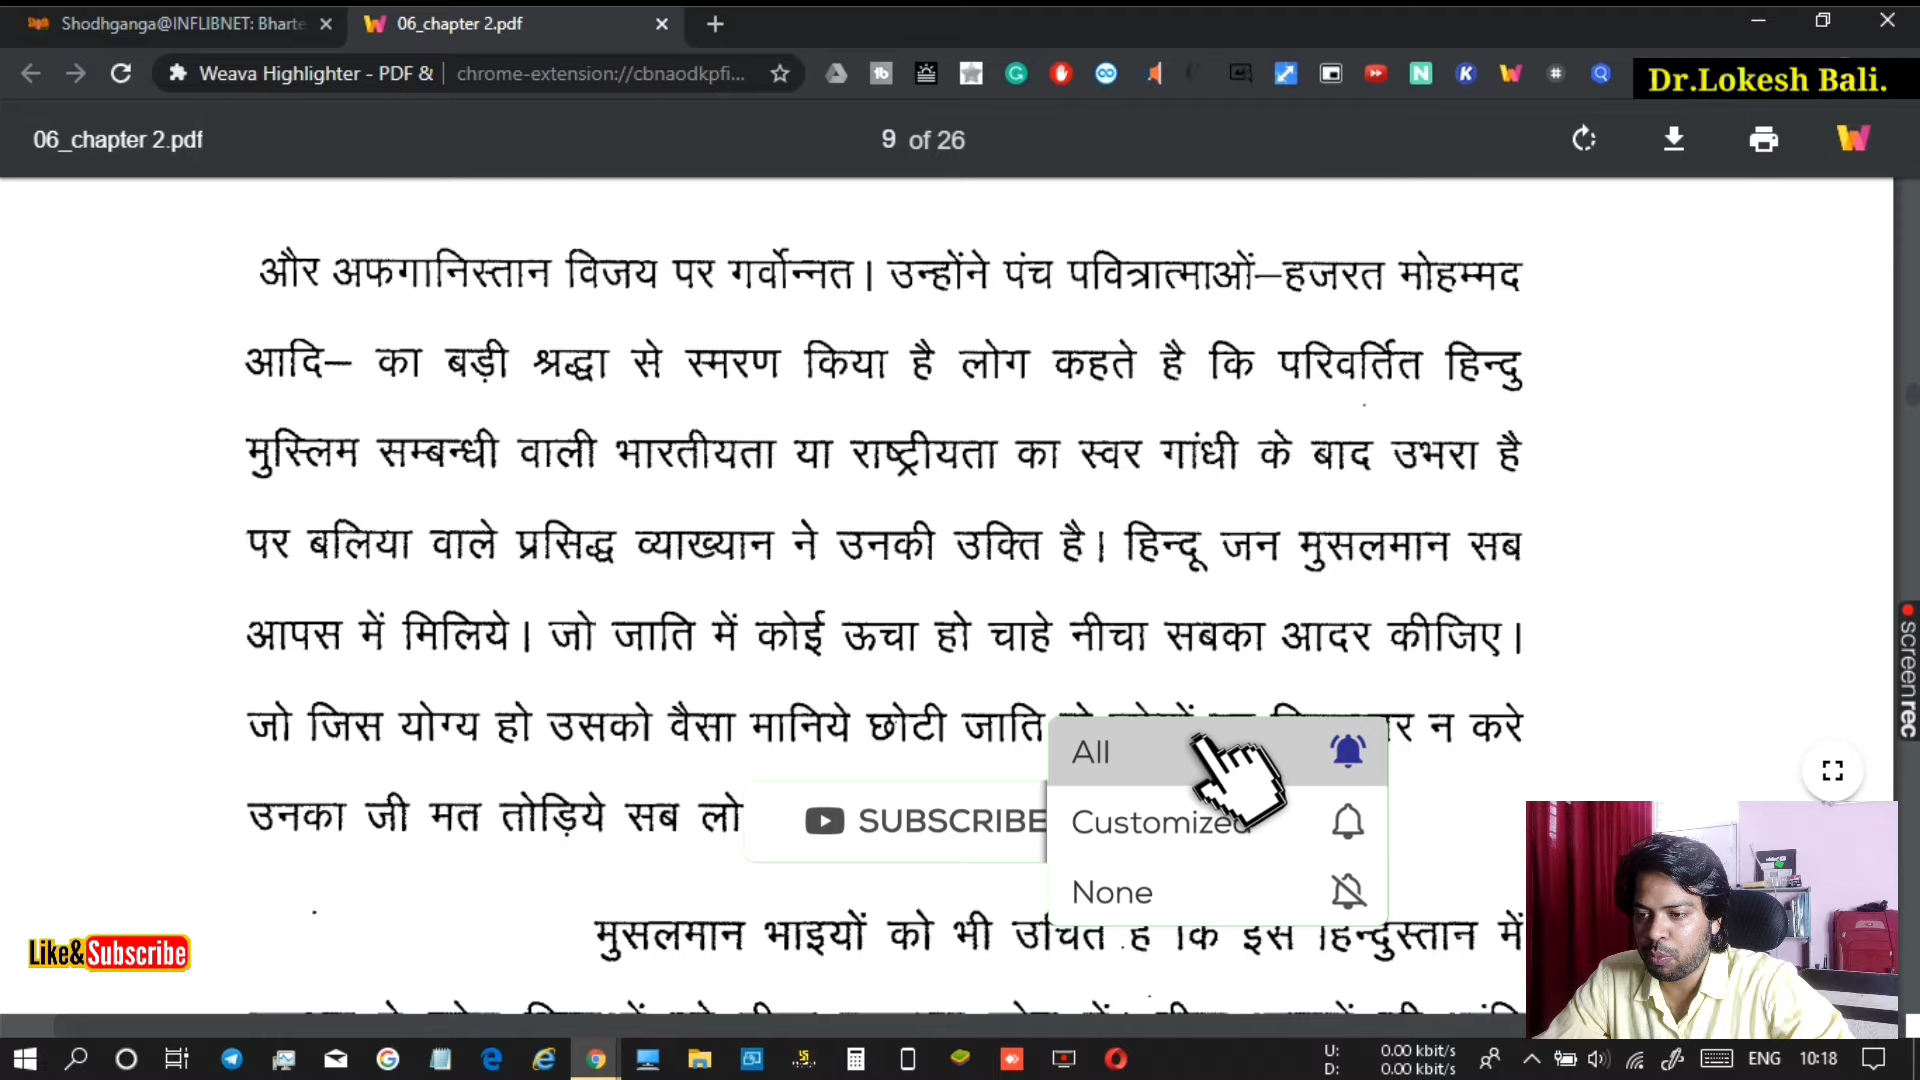 Shodhganga@INFLIBNET: Bharte
06_chapter 2.pdf
Weava Highlighter - PDF &
chrome-extension://cbnaodkpfi...
Dr.Lokesh Bali.
06_chapter 2.pdf
9 of 26
और अफगानिस्तान विजय पर गर्वोन्नत। उन्होंने पंच पवित्रात्माओं–हजरत मोहम्मद
आदि– का बड़ी श्रद्धा से स्मरण किया है लोग कहते है कि परिवर्तित हिन्दु
मुस्लिम सम्बन्धी वाली भारतीयता या राष्ट्रीयता का स्वर गांधी के बाद उभरा है
पर बलिया वाले प्रसिद्ध व्याख्यान ने उनकी उक्ति है। हिन्दू जन मुसलमान सब
आपस में मिलिये। जो जाति में कोई ऊचा हो चाहे नीचा सबका आदर कीजिए।
जो जिस योग्य हो उसको वैसा मानिये छोटी जाति न करे
उनका जी मत तोड़िये सब लो
All
SUBSCRIBE
Customized
None
मुसलमान भाइयों को भी उचित है कि इस हिन्दुस्तान में
Like& Subscribe
screenrec
U: 0.00 kbit/s
D: 0.00 kbit/s
ENG 10:18